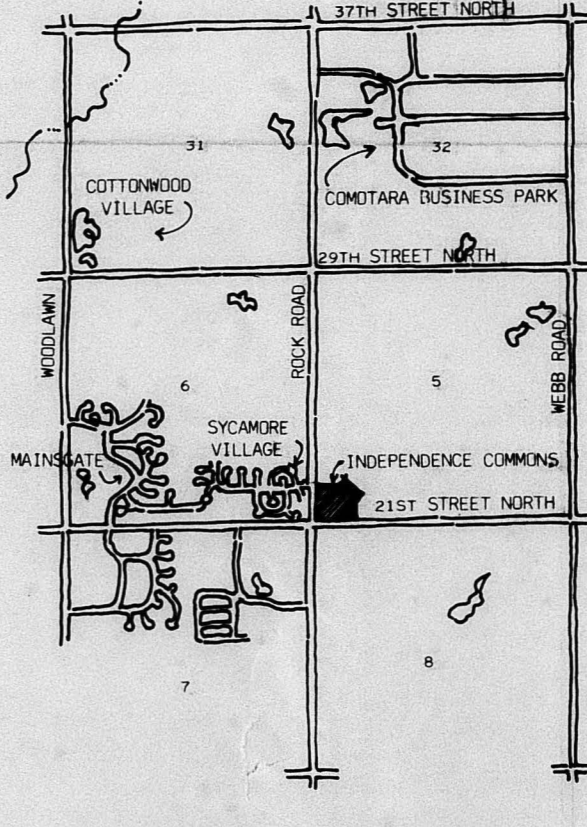 37TH STREET NORTH
31
32
COTTONWOOD
VILLAGE
COMOTARA BUSINESS PARK
29TH STREET NORTH
WOODLAWN
ROCK ROAD
WEBB ROAD
6
5
SYCAMORE
VILLAGE
MAINSGATE
INDEPENDENCE COMMONS
21ST STREET NORTH
8
7